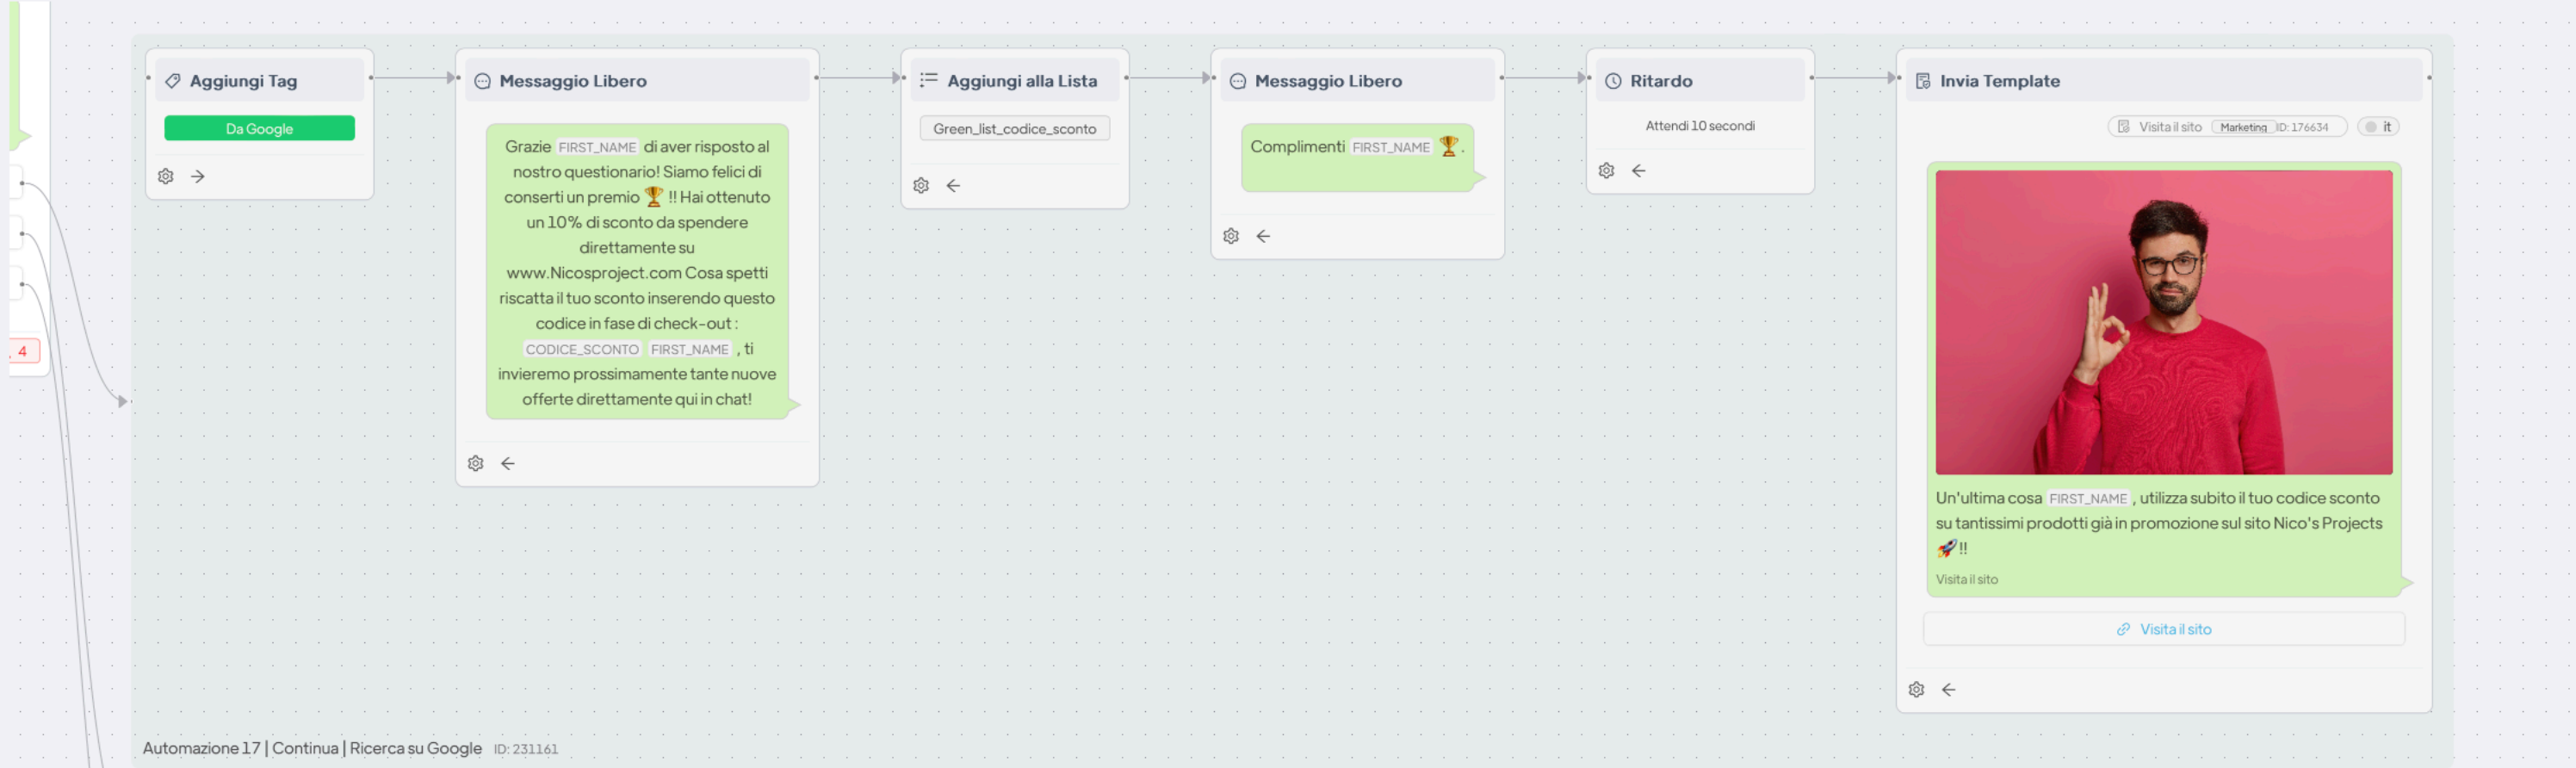 Aggiungi Tag
Da Google
Messaggio Libero
Grazie FIRST_NAME di aver risposto al
nostro questionario! Siamo felici di
conserti un premio 🏆 !! Hai ottenuto
un 10% di sconto da spendere
direttamente su
www.Nicosproject.com Cosa spetti
riscatta il tuo sconto inserendo questo
codice in fase di check-out :
CODICE_SCONTO FIRST_NAME , ti
invieremo prossimamente tante nuove
offerte direttamente qui in chat!
Aggiungi alla Lista
Green_list_codice_sconto
Messaggio Libero
Complimenti FIRST_NAME 🏆 .
Ritardo
Attendi 10 secondi
Invia Template
Visita il sito Marketing ID: 176634 it
Un'ultima cosa FIRST_NAME , utilizza subito il tuo codice sconto
su tantissimi prodotti già in promozione sul sito Nico's Projects
🚀 !!
Visita il sito
Visita il sito
4
Automazione 17 | Continua | Ricerca su Google ID: 231161